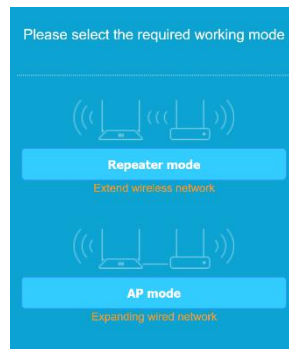 Please select the required working mode
Repeater mode
Extend wireless network
AP mode
Expanding wired network